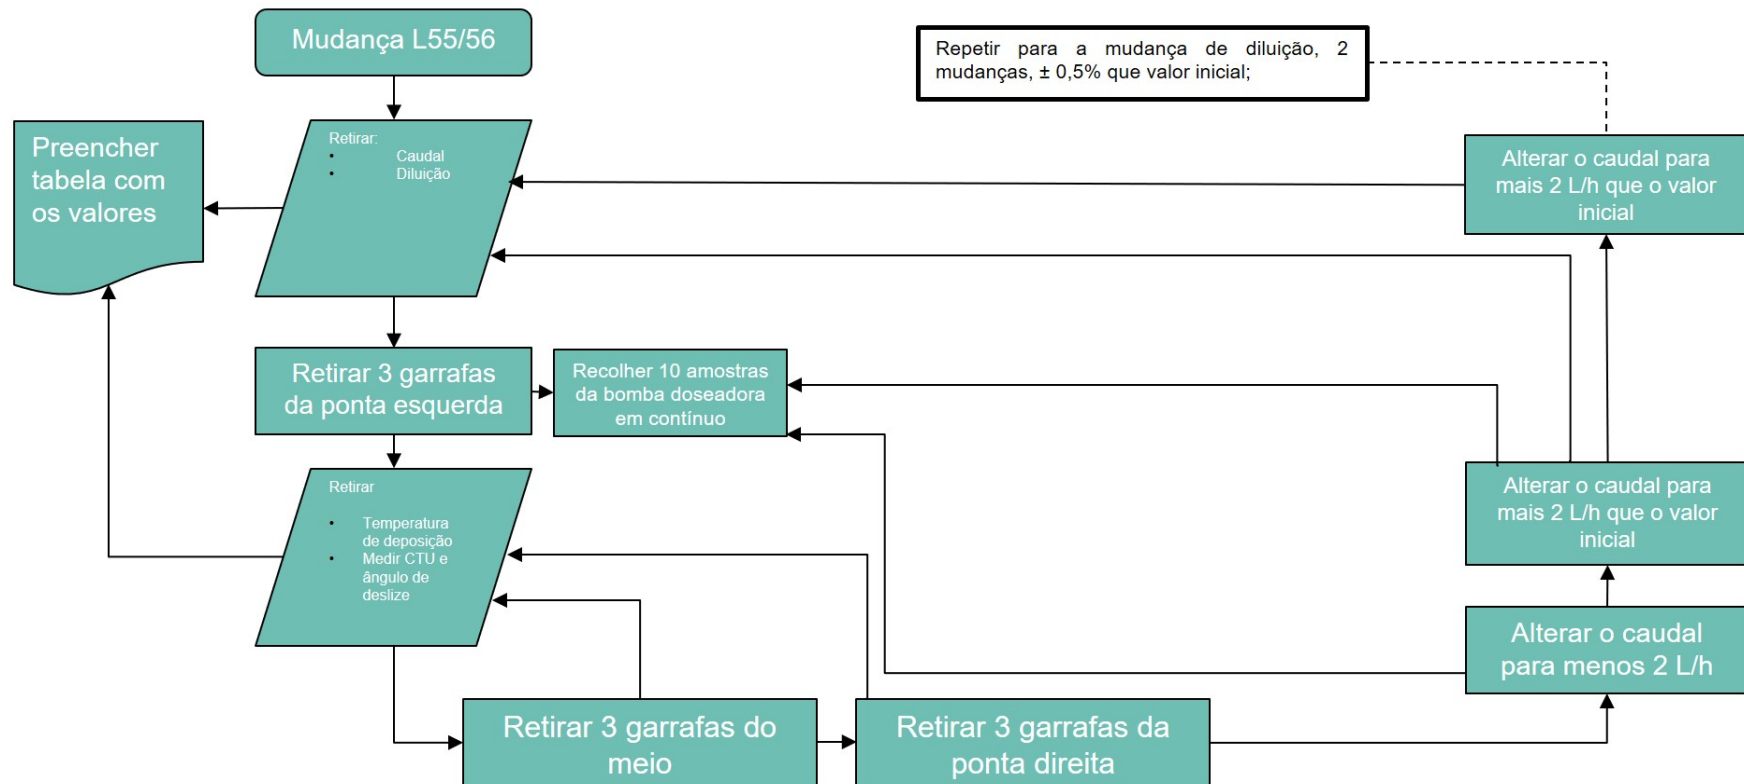 Mudança L55/56
Repetir para a mudança de diluição, 2
mudanças, ± 0,5% que valor inicial;
Preencher
tabela com
os valores
Retirar:
• Caudal
• Diluição
Alterar o caudal para
mais 2 L/h que o valor
inicial
Retirar 3 garrafas
da ponta esquerda
Recolher 10 amostras
da bomba doseadora
em contínuo
Retirar
• Temperatura
de deposição
• Medir CTU e
ângulo de
deslize
Alterar o caudal para
mais 2 L/h que o valor
inicial
Alterar o caudal
para menos 2 L/h
Retirar 3 garrafas do
meio
Retirar 3 garrafas da
ponta direita